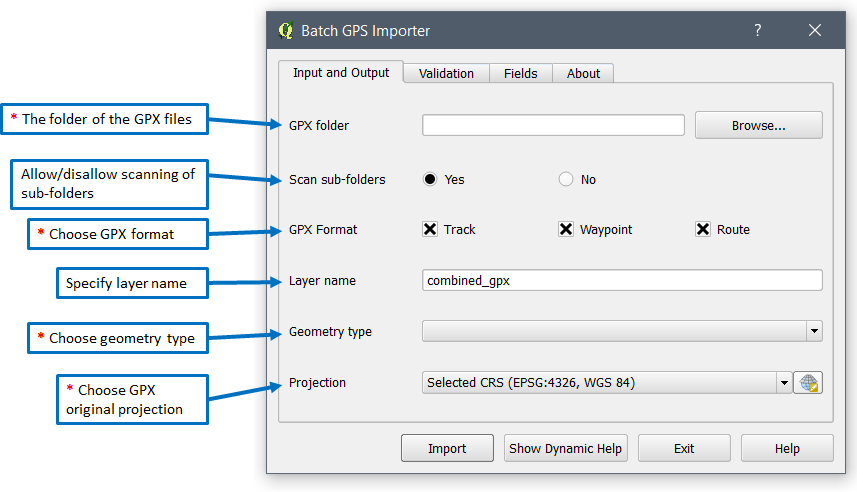 Batch GPS Importer ?
Input and Output Validation Fields About
* The folder of the GPX files
GPX folder Browse...
Allow/disallow scanning of
sub-folders
Scan sub-folders Yes No
* Choose GPX format
GPX Format Track Waypoint Route
Specify layer name
Layer name combined_gpx
* Choose geometry type
Geometry type
* Choose GPX
original projection
Projection Selected CRS (EPSG:4326, WGS 84)
Import Show Dynamic Help Exit Help